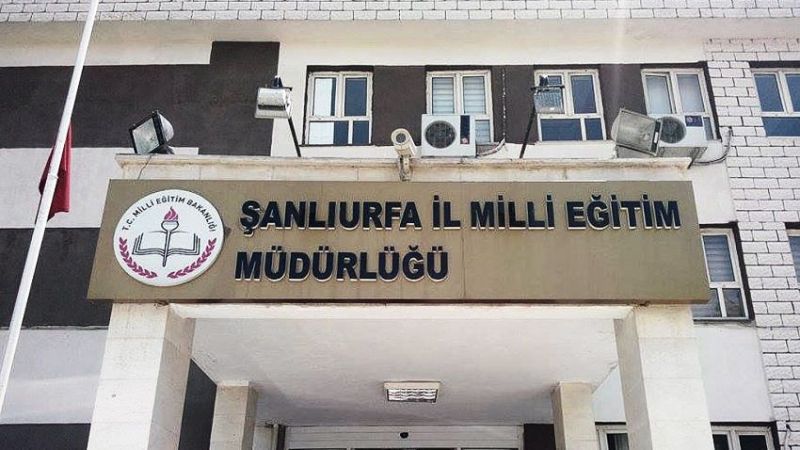 T.C. MİLLİ EĞİTİM BAKANLIĞI
ŞANLIURFA İL MİLLİ EĞİTİM
MÜDÜRLÜĞÜ